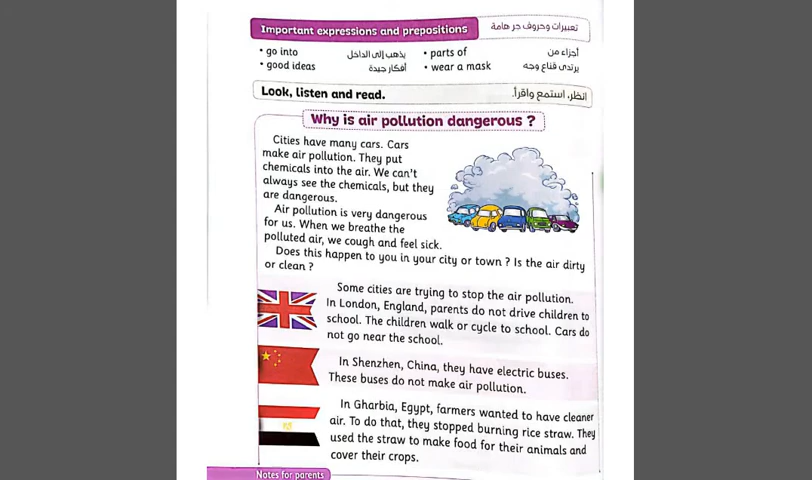 Important expressions and prepositions تعبيرات وحروف جر هامة
• go into يذهب إلى الداخل • parts of أجزاء من
• good ideas أفكار جيدة • wear a mask يرتدى قناع وجه
Look, listen and read. انظر، استمع واقرأ.
Why is air pollution dangerous ?
Cities have many cars. Cars
make air pollution. They put
chemicals into the air. We can't
always see the chemicals, but they
are dangerous.
Air pollution is very dangerous
for us. When we breathe the
polluted air, we cough and feel sick.
Does this happen to you in your city or town ? Is the air dirty
or clean ?
Some cities are trying to stop the air pollution.
In London, England, parents do not drive children to
school. The children walk or cycle to school. Cars do
not go near the school.
In Shenzhen, China, they have electric buses.
These buses do not make air pollution.
In Gharbia, Egypt, farmers wanted to have cleaner
air. To do that, they stopped burning rice straw. They
used the straw to make food for their animals and
cover their crops.
Notes for parents